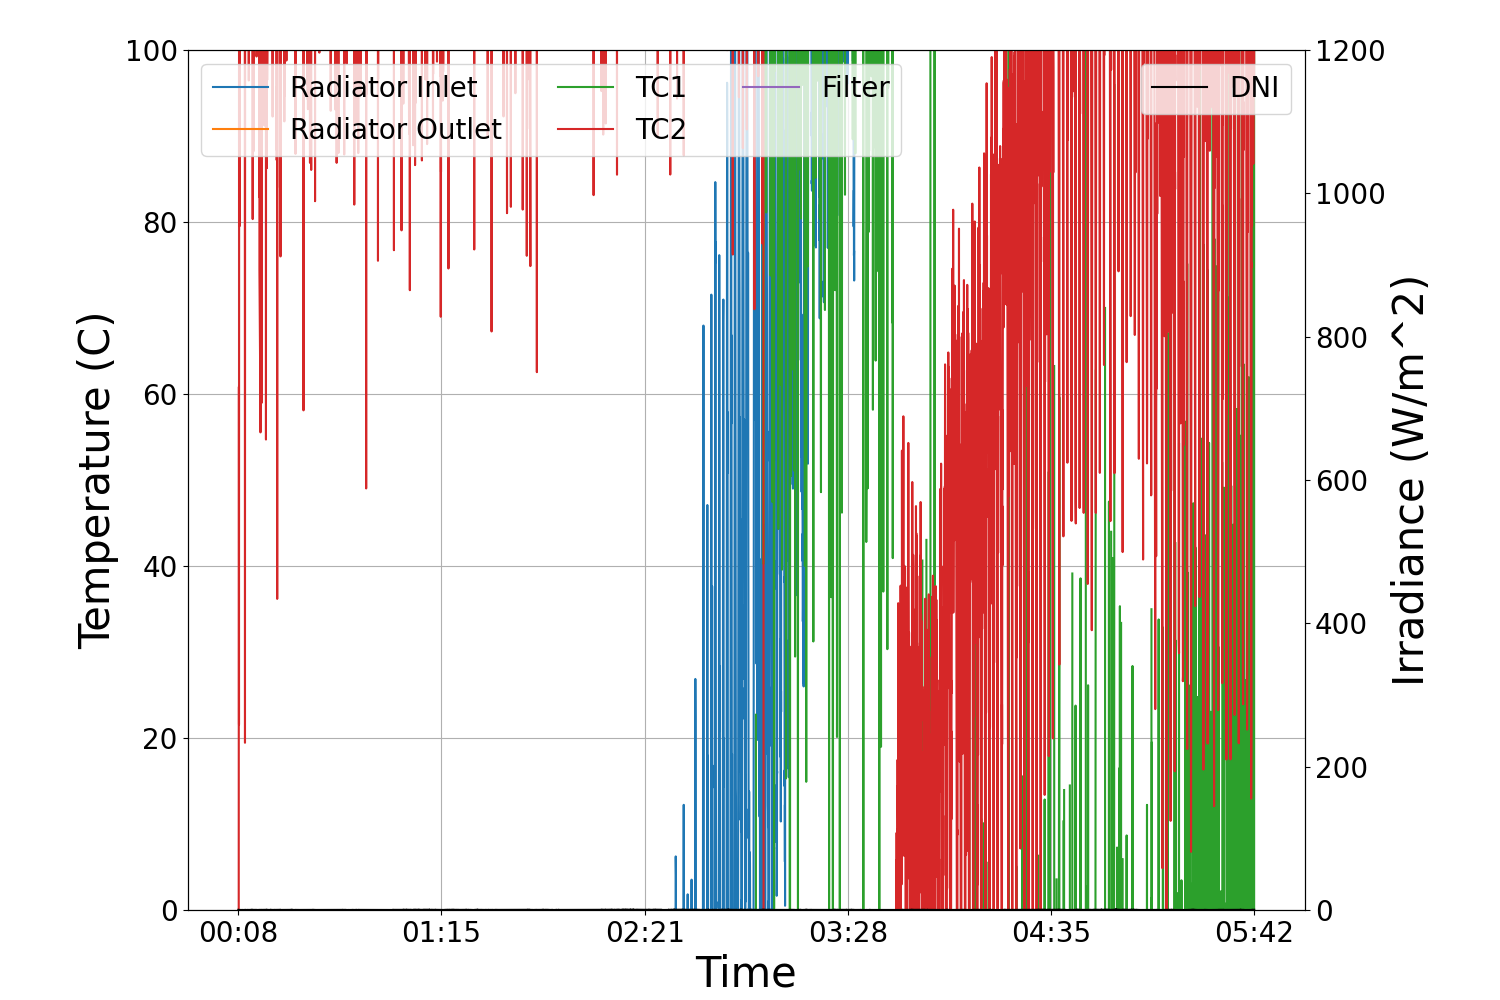 100
80
60
40
20
0
Temperature (C)
Radiator Inlet
Radiator Outlet
TC1
TC2
Filter
DNI
1200
1000
800
600
400
200
0
Irradiance (W/m^2)
00:08 01:15 02:21 03:28 04:35 05:42
Time